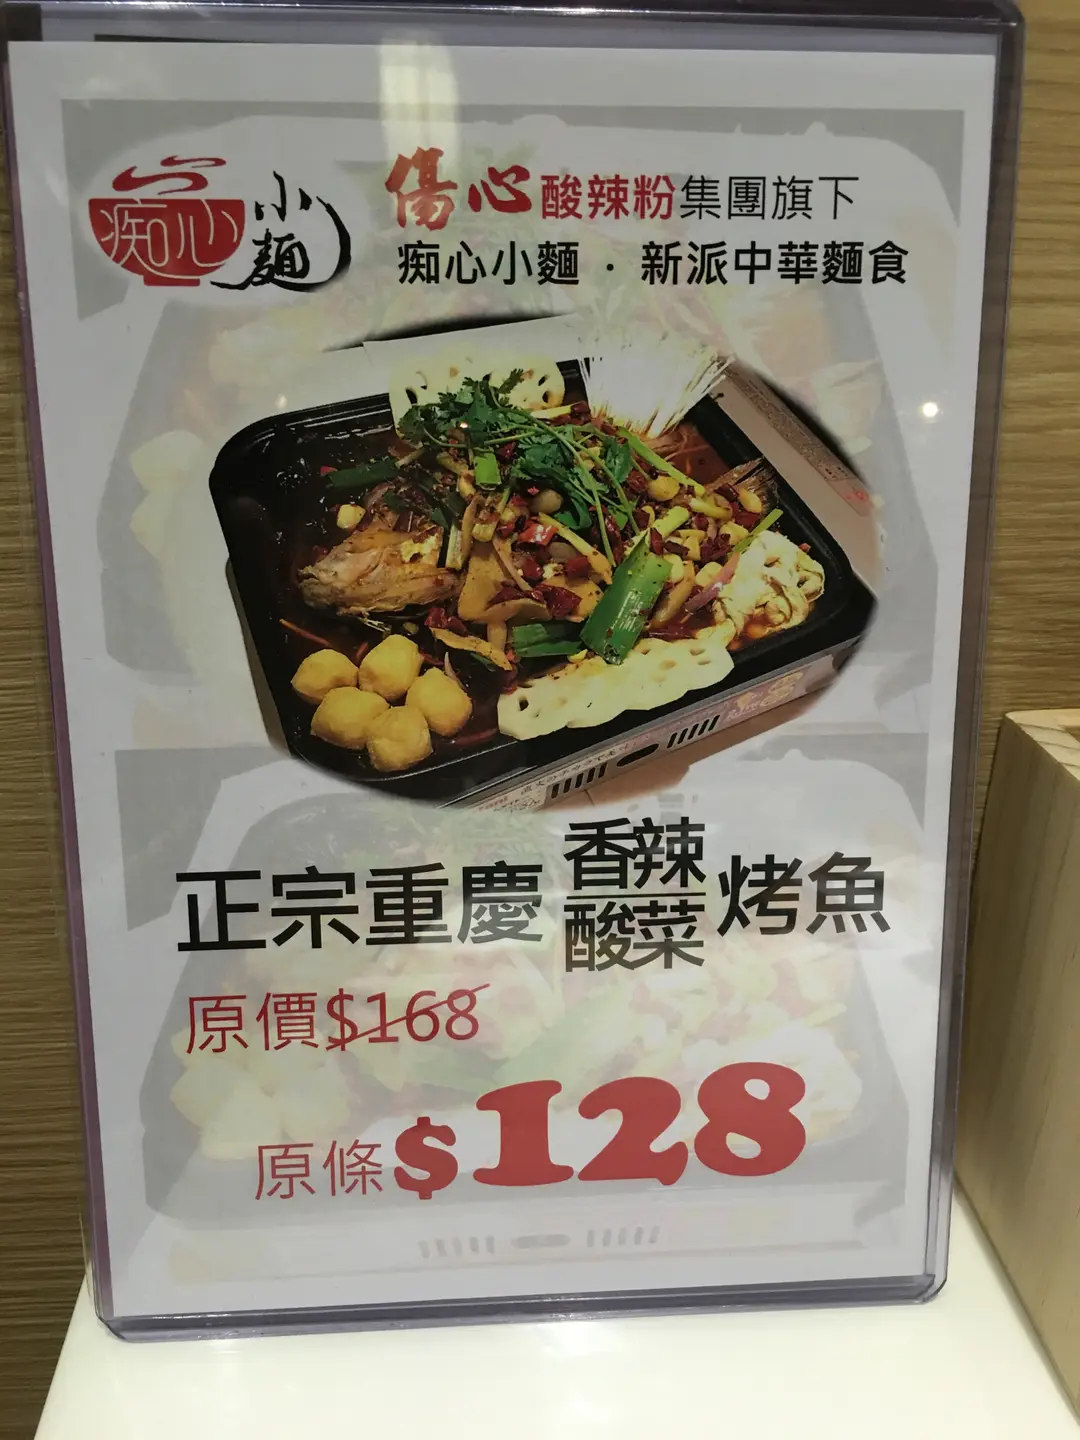 痴心小麵
傷心酸辣粉集團旗下
痴心小麵 · 新派中華麵食
正宗重慶香辣酸菜烤魚
原價$168
原條$128